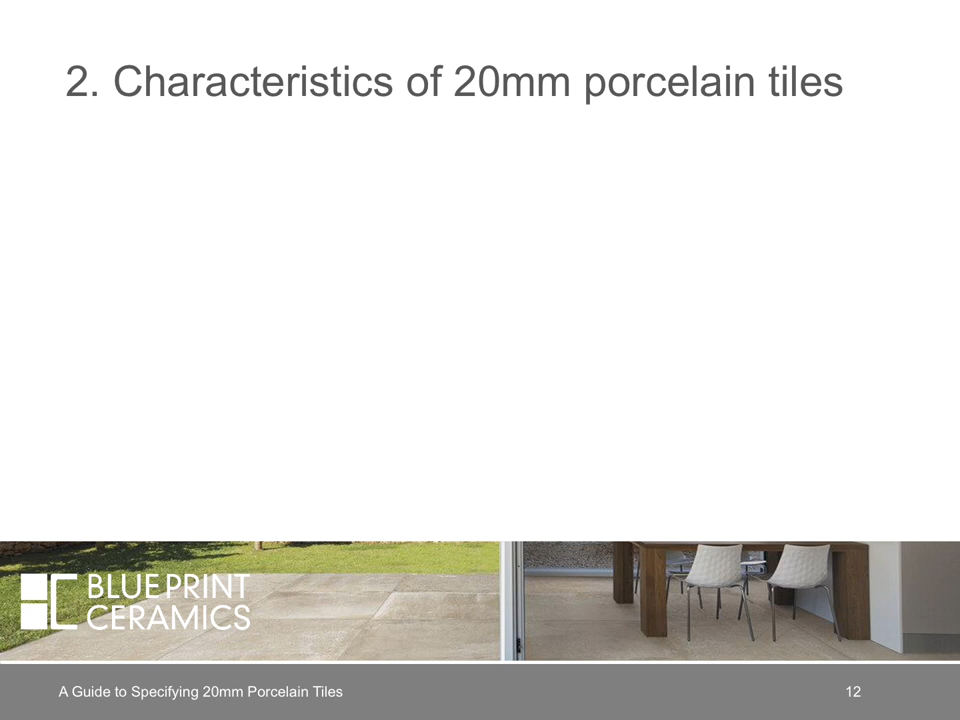 2. Characteristics of 20mm porcelain tiles
BLUEPRINT
CERAMICS
A Guide to Specifying 20mm Porcelain Tiles
12